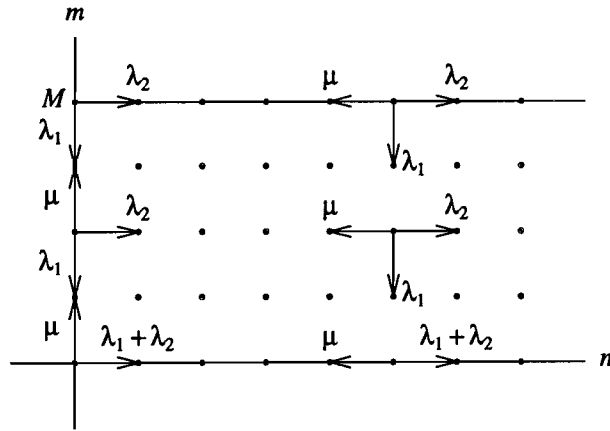 m
M λ₂ μ λ₂
λ₁ λ₁
μ λ₂ μ λ₂
λ₁ λ₁
μ λ₁ + λ₂ μ λ₁ + λ₂
n